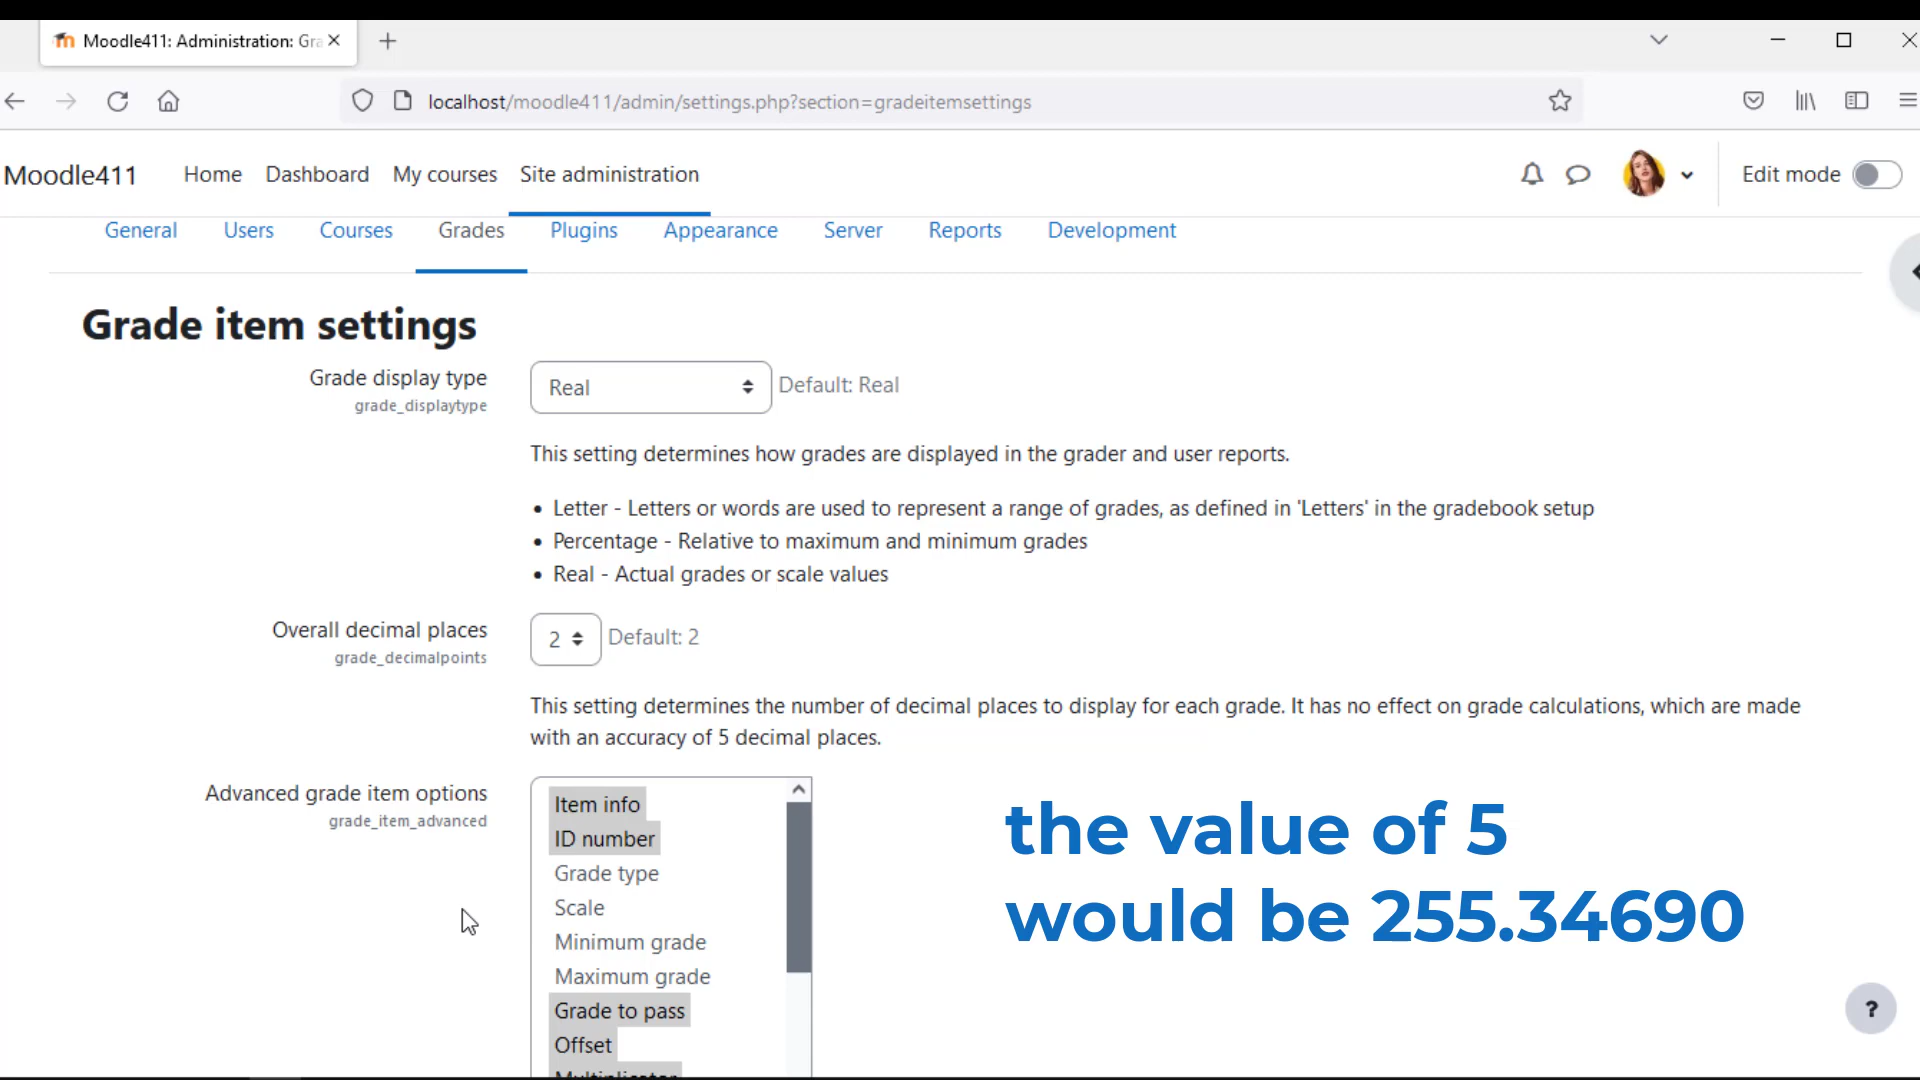 Moodle411: Administration: Gra
localhost/moodle411/admin/settings.php?section=gradeitemsettings
Moodle411 Home Dashboard My courses Site administration Edit mode
General Users Courses Grades Plugins Appearance Server Reports Development
Grade item settings
Grade display type Real Default: Real
grade_displaytype
This setting determines how grades are displayed in the grader and user reports.
• Letter - Letters or words are used to represent a range of grades, as defined in 'Letters' in the gradebook setup
• Percentage - Relative to maximum and minimum grades
• Real - Actual grades or scale values
Overall decimal places 2 Default: 2
grade_decimalpoints
This setting determines the number of decimal places to display for each grade. It has no effect on grade calculations, which are made
with an accuracy of 5 decimal places.
Advanced grade item options
grade_item_advanced
Item info
ID number
Grade type
Scale
Minimum grade
Maximum grade
Grade to pass
Offset
Multiplicator
the value of 5
would be 255.34690
?